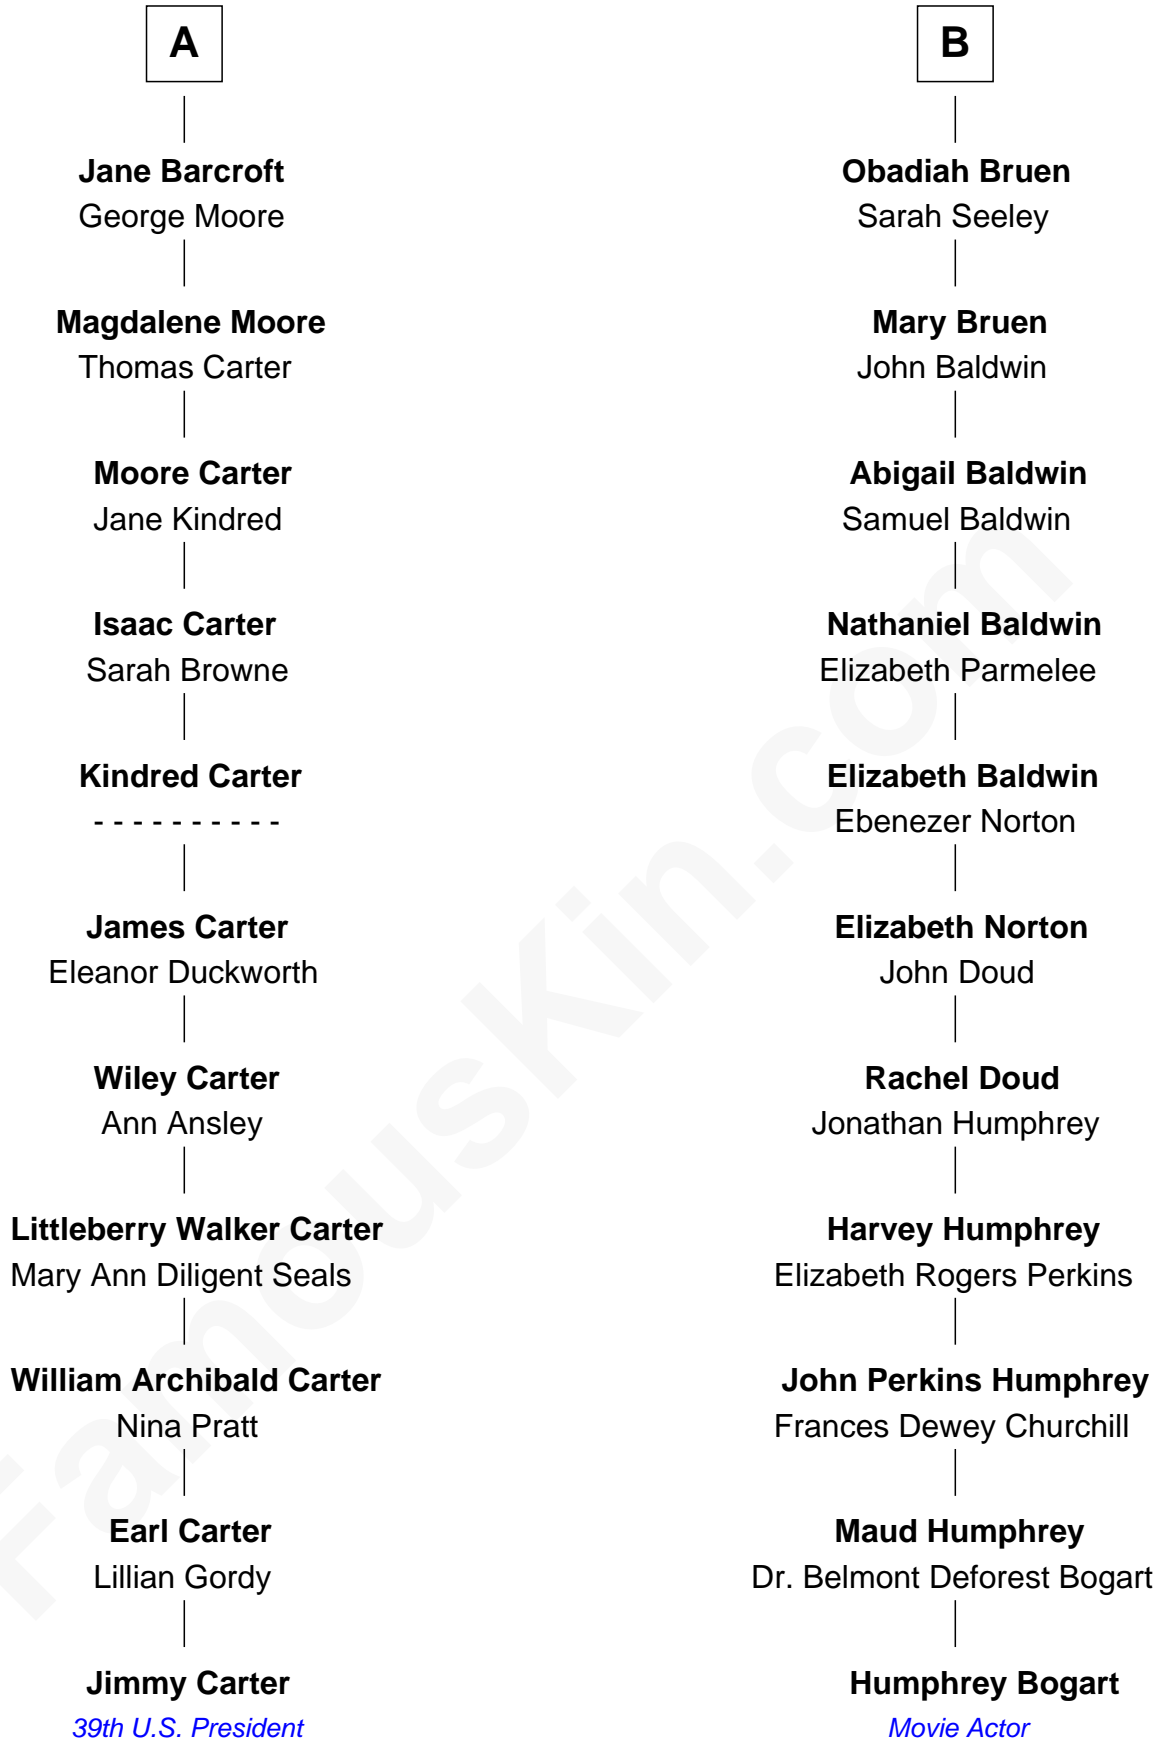 A
Jane Barcroft
George Moore
Magdalene Moore
Thomas Carter
Moore Carter
Jane Kindred
Isaac Carter
Sarah Browne
Kindred Carter
- - - - - - - - - -
James Carter
Eleanor Duckworth
Wiley Carter
Ann Ansley
Littleberry Walker Carter
Mary Ann Diligent Seals
William Archibald Carter
Nina Pratt
Earl Carter
Lillian Gordy
Jimmy Carter
39th U.S. President
B
Obadiah Bruen
Sarah Seeley
Mary Bruen
John Baldwin
Abigail Baldwin
Samuel Baldwin
Nathaniel Baldwin
Elizabeth Parmelee
Elizabeth Baldwin
Ebenezer Norton
Elizabeth Norton
John Doud
Rachel Doud
Jonathan Humphrey
Harvey Humphrey
Elizabeth Rogers Perkins
John Perkins Humphrey
Frances Dewey Churchill
Maud Humphrey
Dr. Belmont Deforest Bogart
Humphrey Bogart
Movie Actor
FamousKin.com